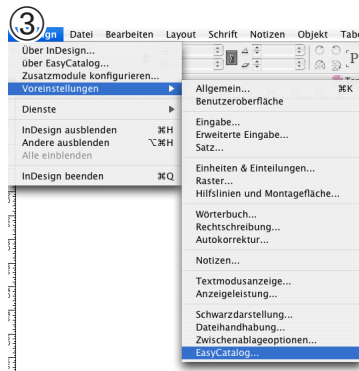 3
Datei Bearbeiten Layout Schrift Notizen Objekt
Über InDesign...
über EasyCatalog...
Zusatzmodule konfigurieren...
Voreinstellungen
Dienste
InDesign ausblenden ⌘H
Andere ausblenden ⌥⌘H
Alle einblenden
InDesign beenden ⌘Q
Allgemein... ⌘K
Benutzeroberfläche
Eingabe...
Erweiterte Eingabe...
Satz...
Einheiten & Einteilungen...
Raster...
Hilfslinien und Montagefläche...
Wörterbuch...
Rechtschreibung...
Autokorrektur...
Notizen...
Textmodusanzeige...
Anzeigeleistung...
Schwarzdarstellung...
Dateihandhabung...
Zwischenablageoptionen...
EasyCatalog...